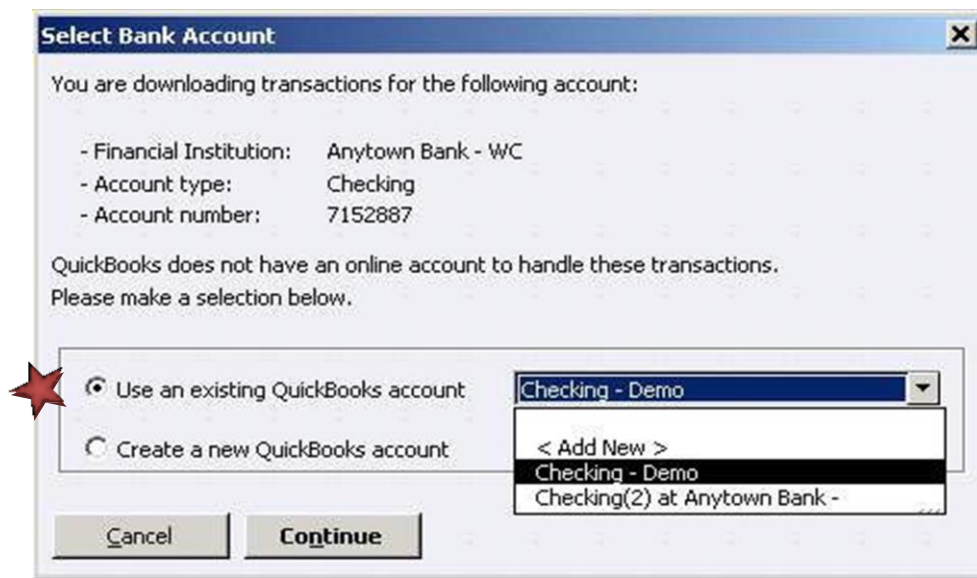 Select Bank Account
You are downloading transactions for the following account:
- Financial Institution: Anytown Bank - WC
- Account type: Checking
- Account number: 7152887
QuickBooks does not have an online account to handle these transactions.
Please make a selection below.
Use an existing QuickBooks account Checking - Demo
< Add New >
Create a new QuickBooks account
Checking - Demo
Checking(2) at Anytown Bank -
Cancel Continue